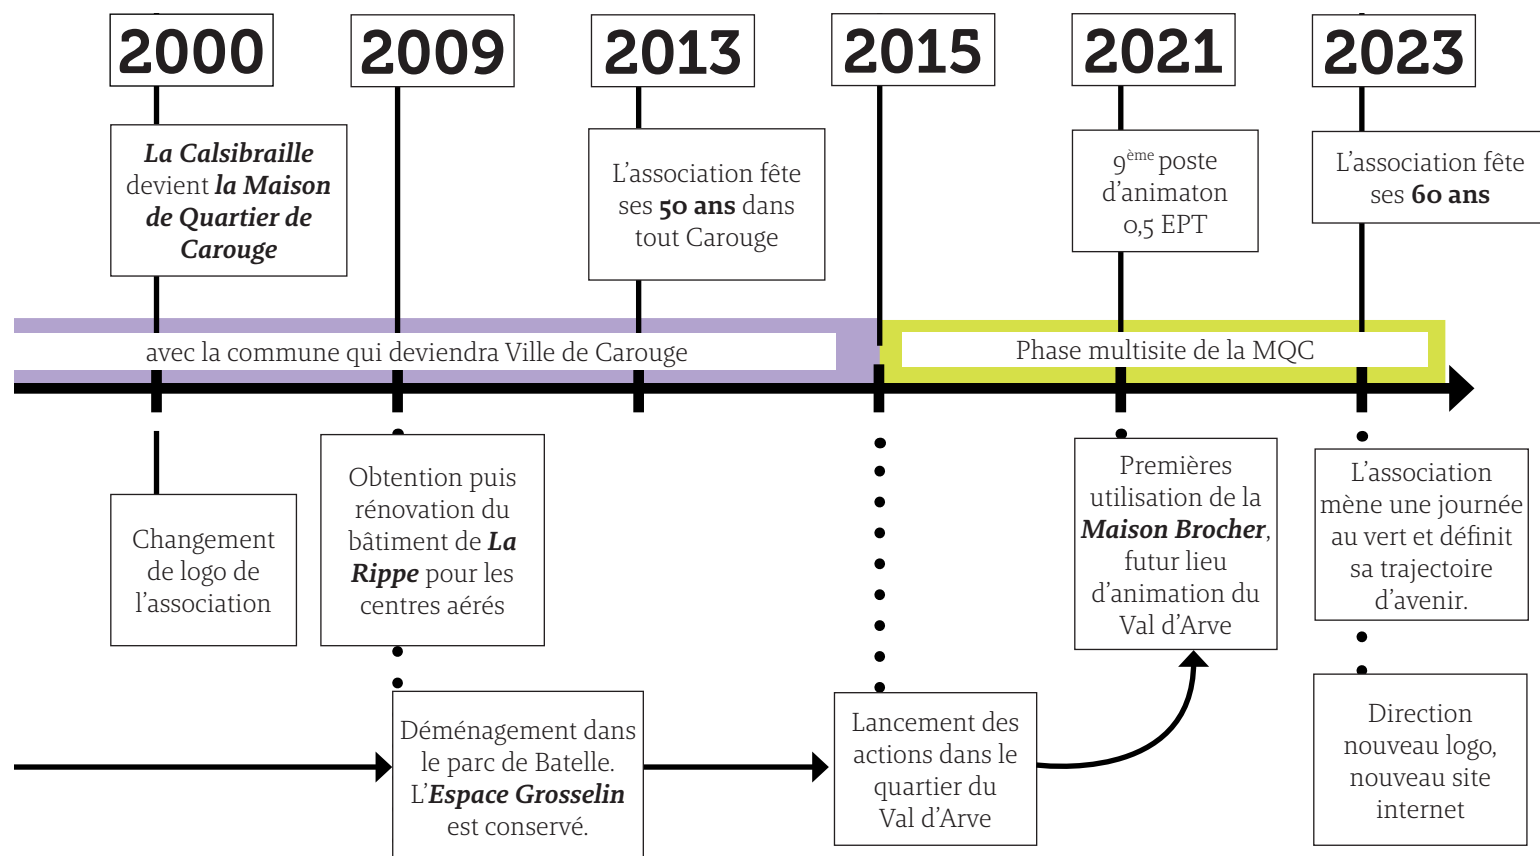 2000
2009
2013
2015
2021
2023
La Calsibraille
devient la Maison
de Quartier de
Carouge
L’association fête
ses 50 ans dans
tout Carouge
9ème poste
d’animaton
0,5 EPT
L’association fête
ses 60 ans
avec la commune qui deviendra Ville de Carouge
Phase multisite de la MQC
Changement
de logo de
l’association
Obtention puis
rénovation du
bâtiment de La
Rippe pour les
centres aérés
Déménagement dans
le parc de Batelle.
L’Espace Grosselin
est conservé.
Lancement des
actions dans le
quartier du
Val d’Arve
Premières
utilisation de la
Maison Brocher,
futur lieu
d’animation du
Val d’Arve
L’association
mène une journée
au vert et définit
sa trajectoire
d’avenir.
Direction
nouveau logo,
nouveau site
internet